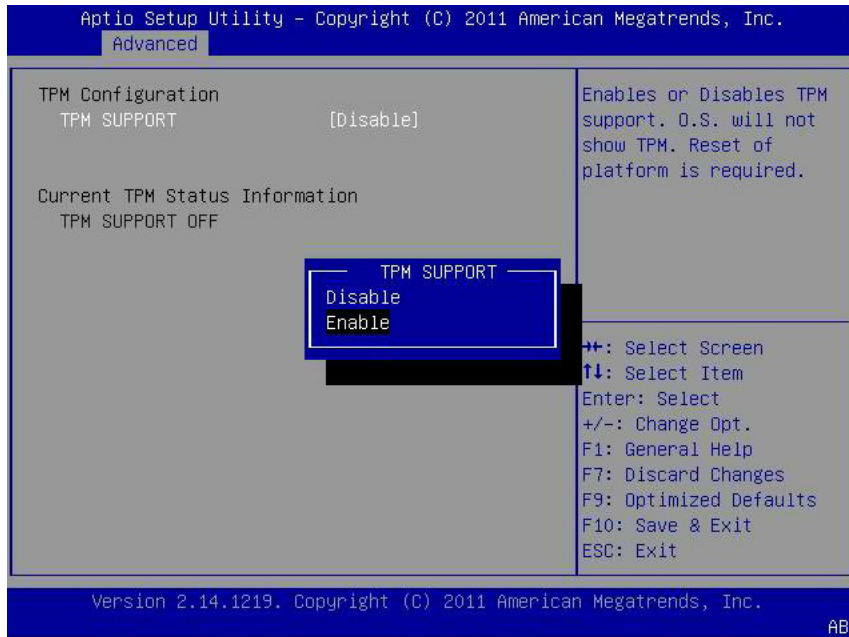 Aptio Setup Utility – Copyright (C) 2011 American Megatrends, Inc.
Advanced
TPM Configuration
TPM SUPPORT [Disable]
Current TPM Status Information
TPM SUPPORT OFF
TPM SUPPORT
Disable
Enable
Enables or Disables TPM
support. O.S. will not
show TPM. Reset of
platform is required.
→←: Select Screen
↑↓: Select Item
Enter: Select
+/-: Change Opt.
F1: General Help
F7: Discard Changes
F9: Optimized Defaults
F10: Save & Exit
ESC: Exit
Version 2.14.1219. Copyright (C) 2011 American Megatrends, Inc.
AB